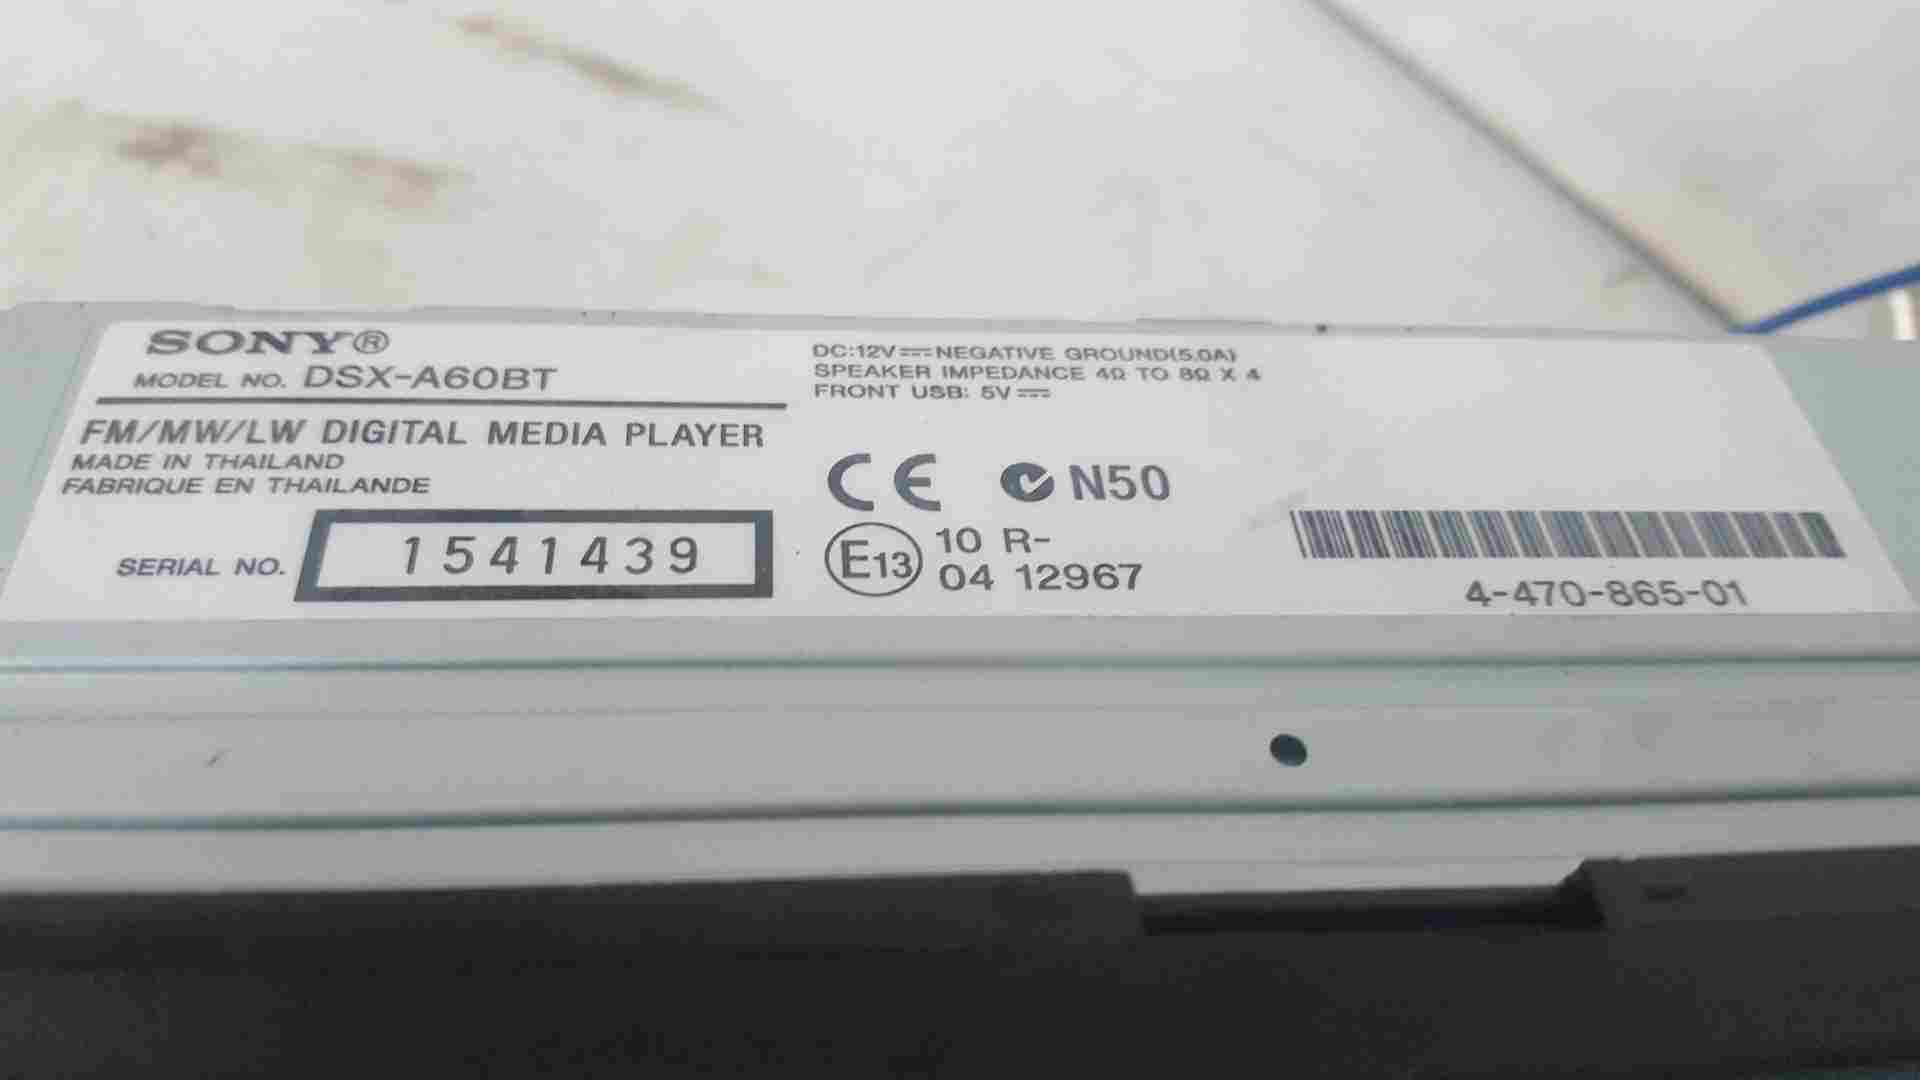 SONY®
MODEL NO. DSX-A60BT
FM/MW/LW DIGITAL MEDIA PLAYER
MADE IN THAILAND
FABRIQUE EN THAILANDE
SERIAL NO. 1541439
DC:12V⎓NEGATIVE GROUND(5.0A)
SPEAKER IMPEDANCE 4Ω TO 8Ω X 4
FRONT USB: 5V⎓
CE N50
E13 10 R-
04 12967
4-470-865-01